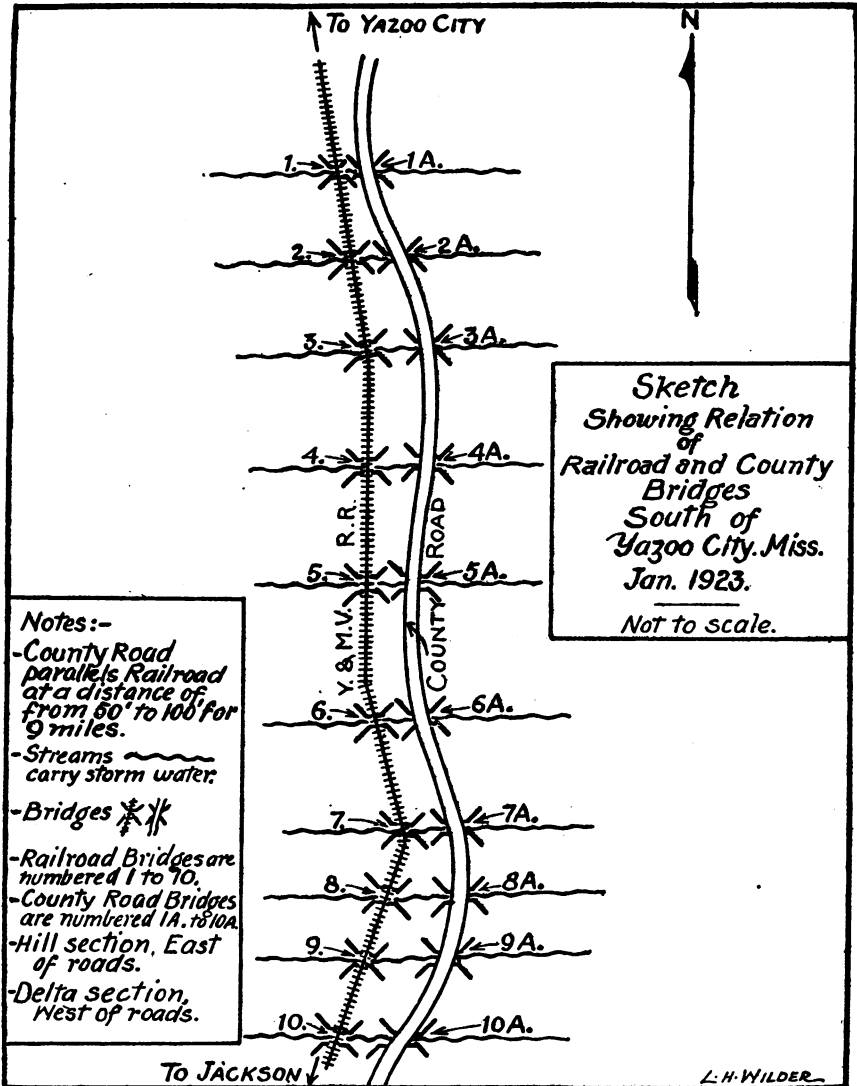 To YAZOO CITY
N
1. 1A.
2. 2A.
3. 3A.
4. 4A.
5. 5A.
6. 6A.
7. 7A.
8. 8A.
9. 9A.
10. 10A.
Y. & M.V. R.R.
COUNTY ROAD
Sketch
Showing Relation
of
Railroad and County
Bridges
South of
Yazoo City. Miss.
Jan. 1923.
Not to scale.
Notes:-
-County Road
parallels Railroad
at a distance of
from 50' to 100' for
9 miles.
-Streams
carry storm water.
-Bridges
-Railroad Bridges are
numbered 1 to 10.
-County Road Bridges
are numbered 1A. to 10A
-Hill section, East
of roads.
-Delta section,
West of roads.
To JACKSON
L.H. WILDER